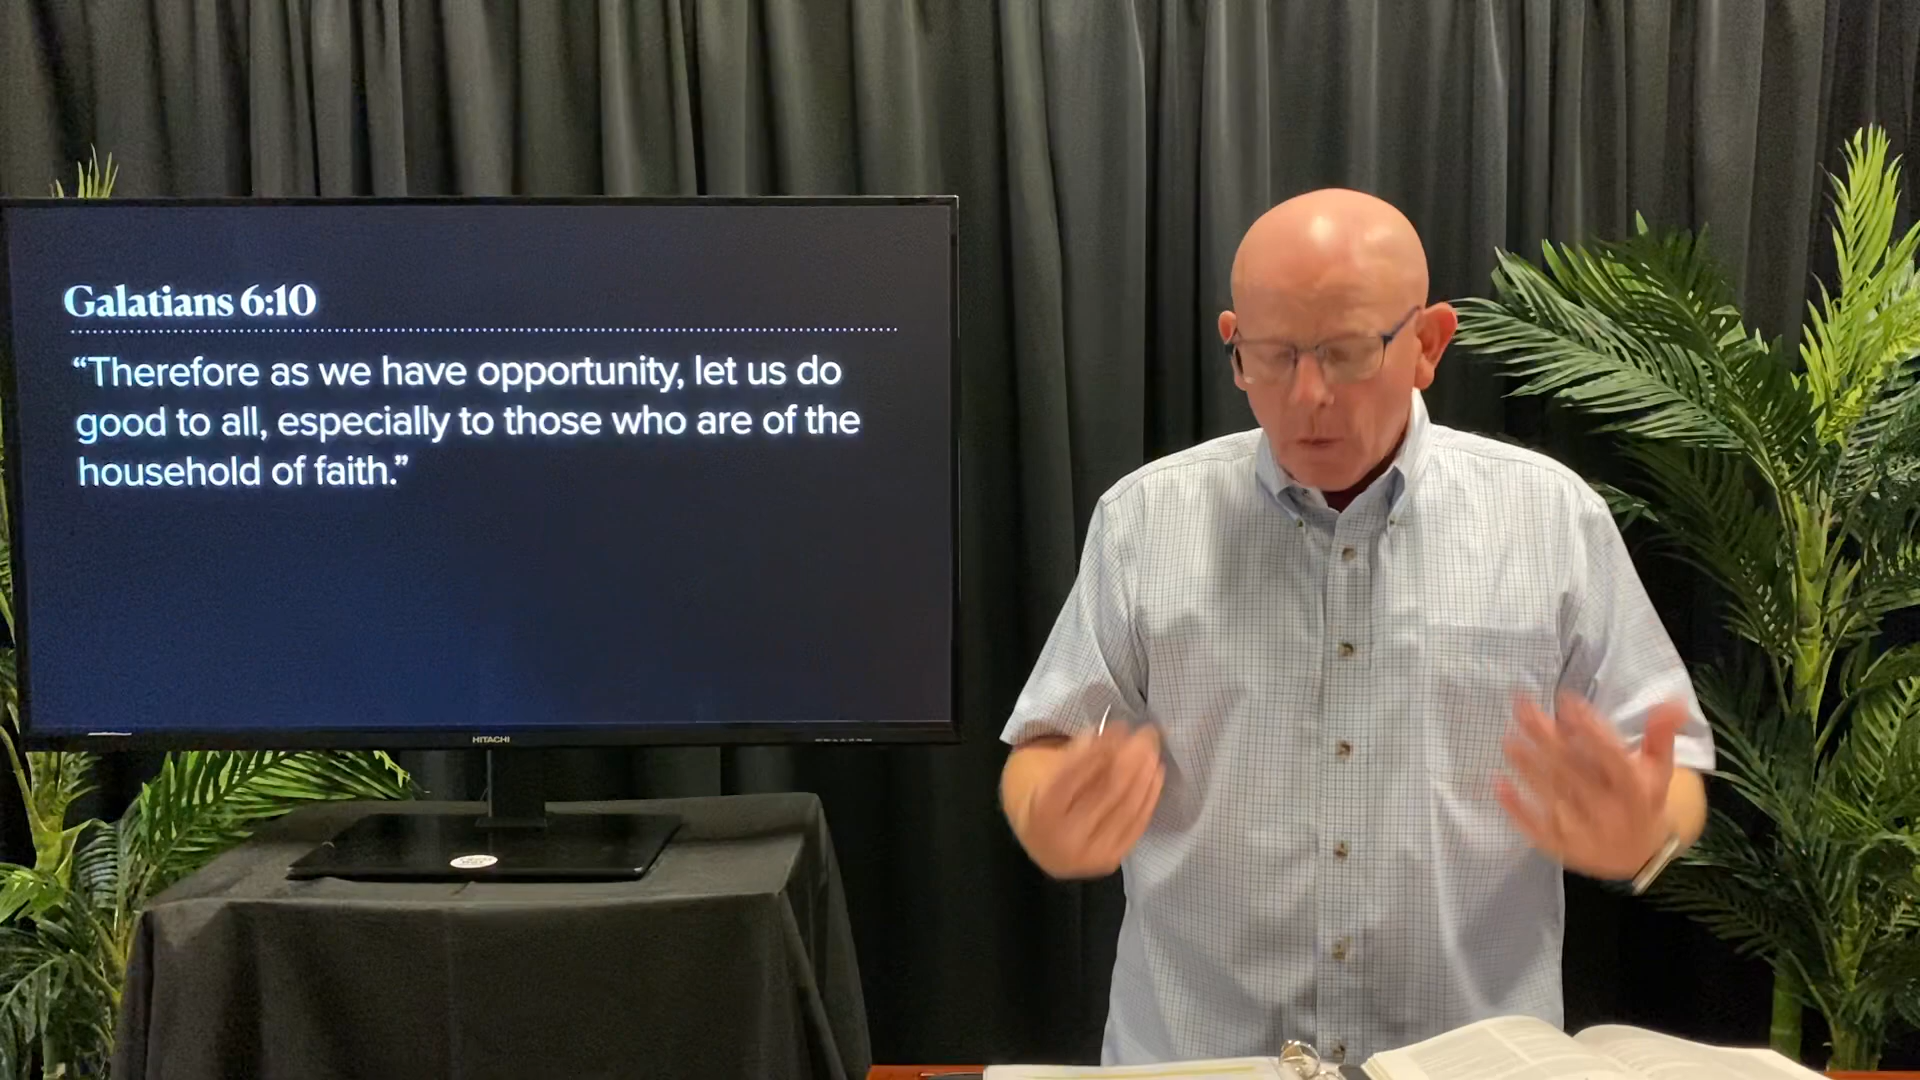 Galatians 6:10
“Therefore as we have opportunity, let us do
good to all, especially to those who are of the
household of faith.”
HITACHI